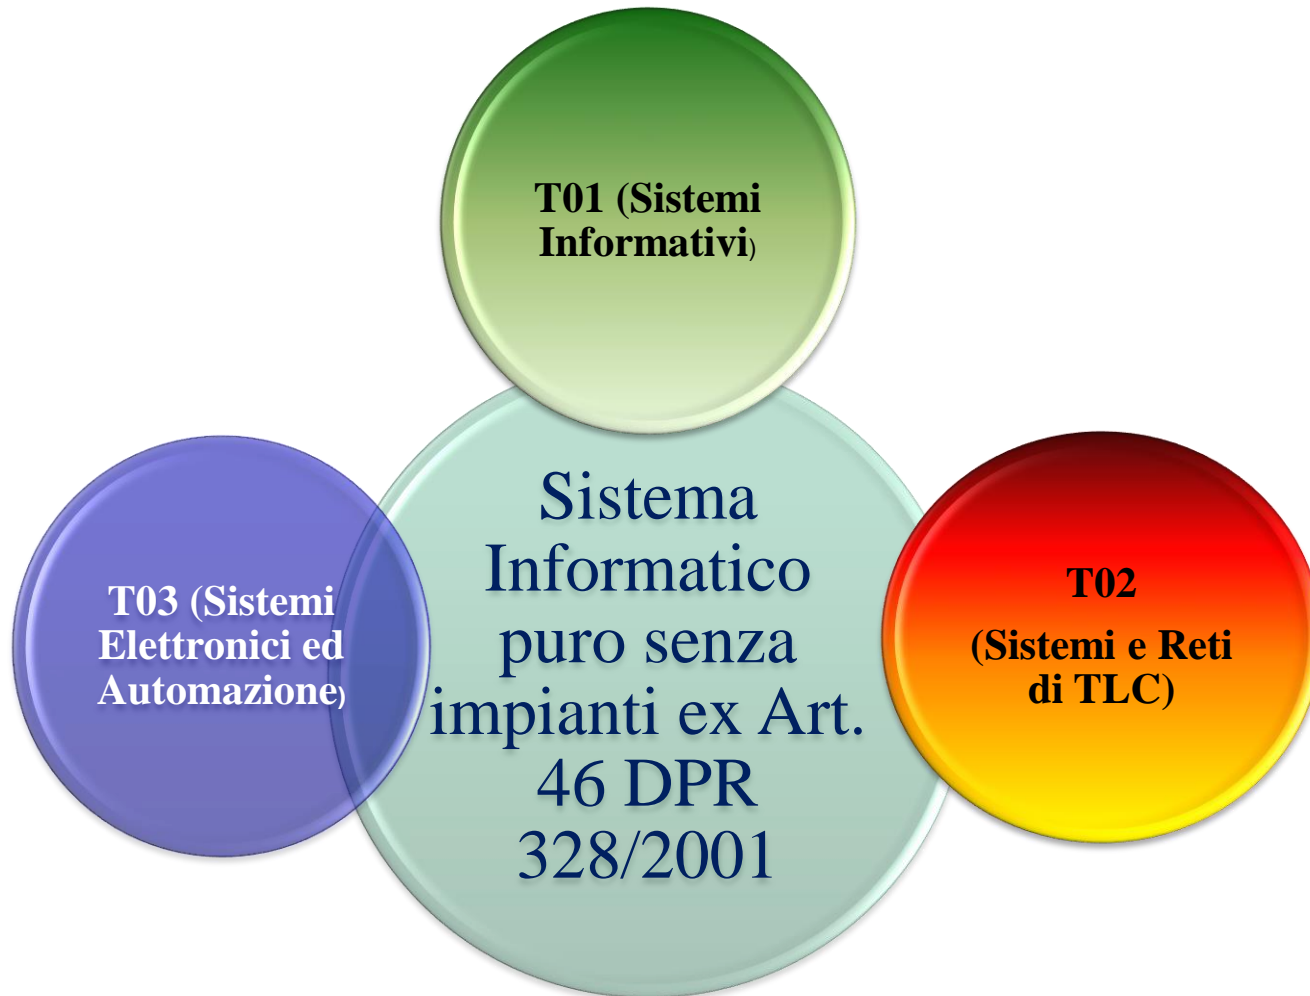 T01 (Sistemi
Informativi)
T03 (Sistemi
Elettronici ed
Automazione)
Sistema
Informatico
puro senza
impianti ex Art.
46 DPR
328/2001
T02
(Sistemi e Reti
di TLC)